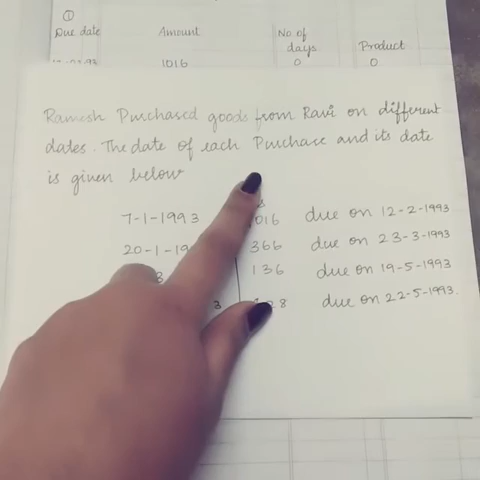 ①
Due date Amount No of days Product
1016 0 0
Ramesh Purchased goods from Ravi on different
dates. The date of each Purchase and its date
is given below
7-1-1993 016 due on 12-2-1993
20-1-19 366 due on 23-3-1993
3 136 due on 19-5-1993
3 28 due on 22-5-1993.